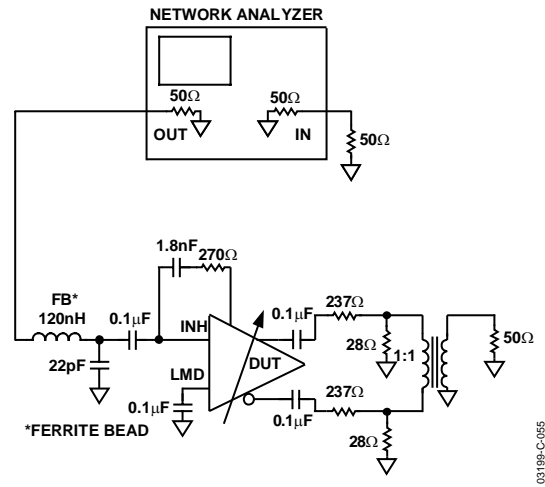 NETWORK ANALYZER
50Ω
50Ω
OUT
IN
50Ω
1.8nF
270Ω
FB*
120nH
0.1μF
INH
0.1μF
237Ω
22pF
DUT
28Ω
1:1
50Ω
LMD
237Ω
0.1μF
0.1μF
*FERRITE BEAD
28Ω
03199-C-055